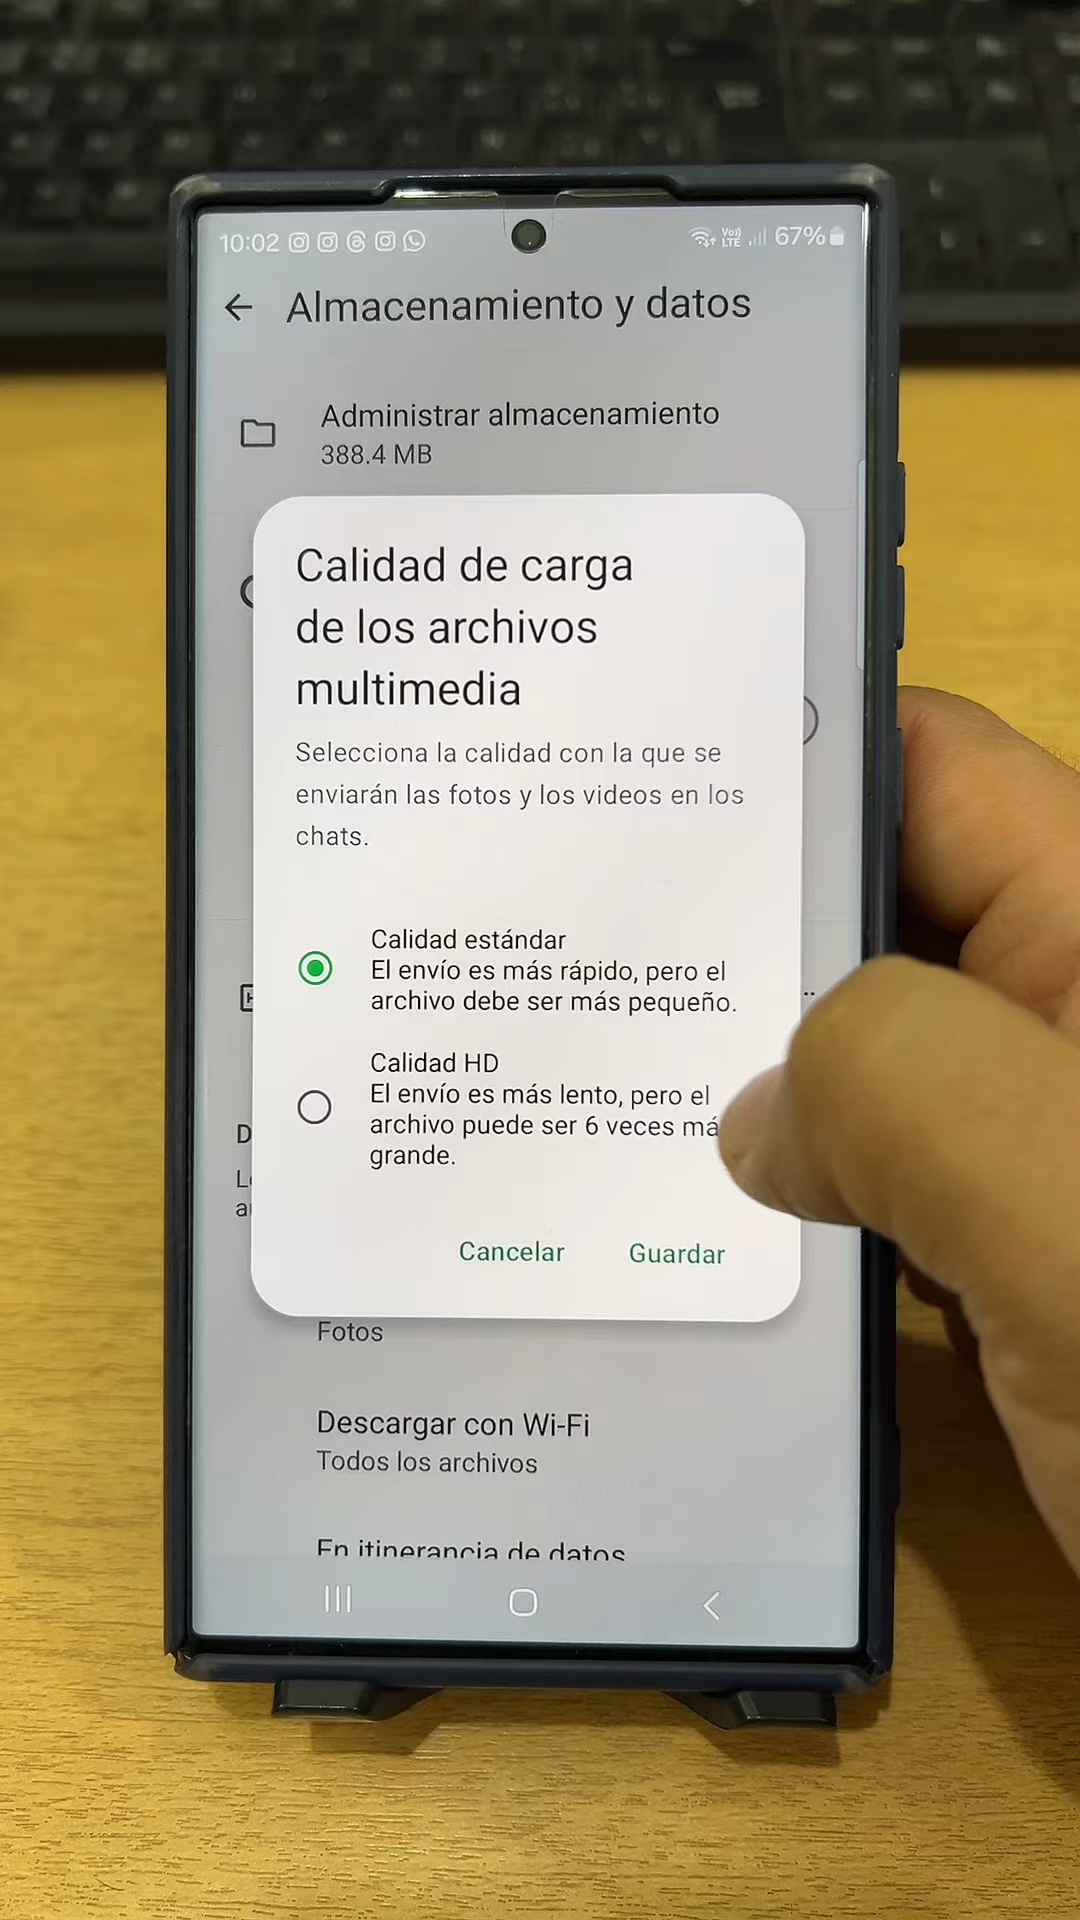 10:02
Vo))
LTE
67%
Almacenamiento y datos
Administrar almacenamiento
388.4 MB
Calidad de carga
de los archivos
multimedia
Selecciona la calidad con la que se
enviarán las fotos y los videos en los
chats.
Calidad estándar
El envío es más rápido, pero el
archivo debe ser más pequeño.
Calidad HD
El envío es más lento, pero el
archivo puede ser 6 veces má
grande.
Cancelar Guardar
Fotos
Descargar con Wi-Fi
Todos los archivos
En itinerancia de datos